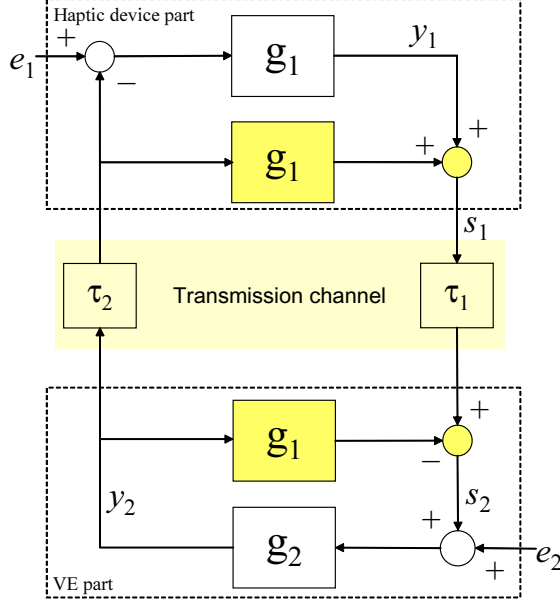 Haptic device part
+
e₁
−
g₁
y₁
+
g₁
+
s₁
τ₂
Transmission channel
τ₁
+
g₁
−
y₂
s₂
+
g₂
+
e₂
VE part